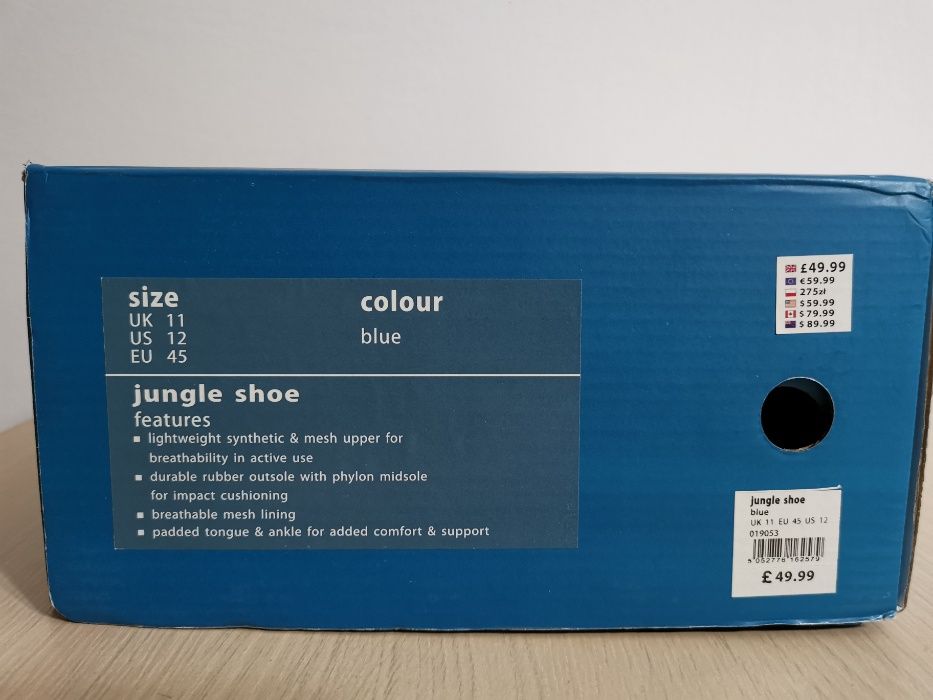 size
colour
UK 11
US 12
EU 45
blue
jungle shoe
features
lightweight synthetic & mesh upper for
breathability in active use
durable rubber outsole with phylon midsole
for impact cushioning
breathable mesh lining
padded tongue & ankle for added comfort & support
£49.99
€59.99
275zł
$59.99
$79.99
$89.99
jungle shoe
blue
UK 11 EU 45 US 12
019053
5 052776 162579
£49.99